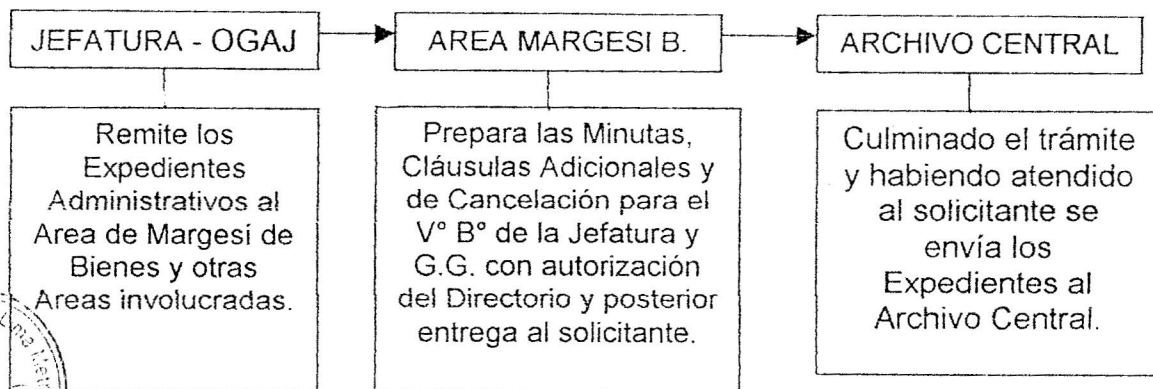 JEFATURA - OGAJ
AREA MARGESI B.
ARCHIVO CENTRAL
Remite los
Expedientes
Administrativos al
Area de Margesi de
Bienes y otras
Areas involucradas.
Prepara las Minutas,
Cláusulas Adicionales y
de Cancelación para el
V° B° de la Jefatura y
G.G. con autorización
del Directorio y posterior
entrega al solicitante.
Culminado el trámite
y habiendo atendido
al solicitante se
envía los
Expedientes al
Archivo Central.
Lima